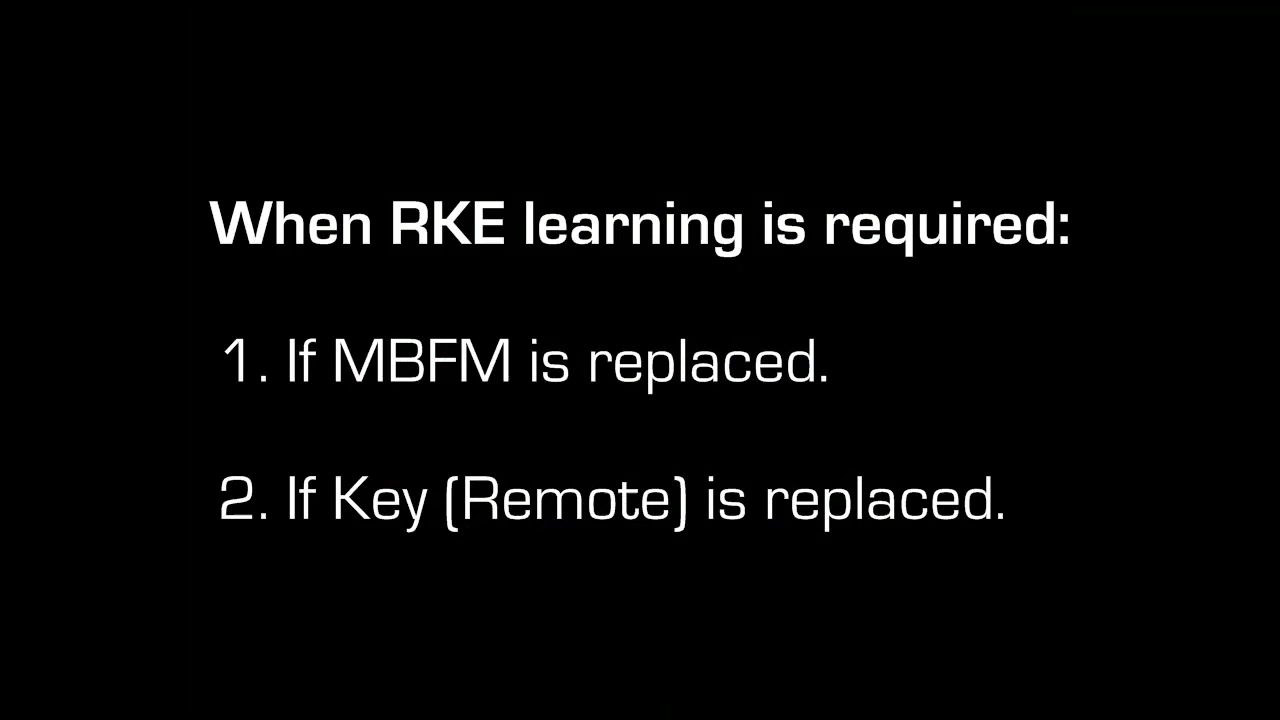 When RKE learning is required:
1. If MBFM is replaced.
2. If Key (Remote) is replaced.